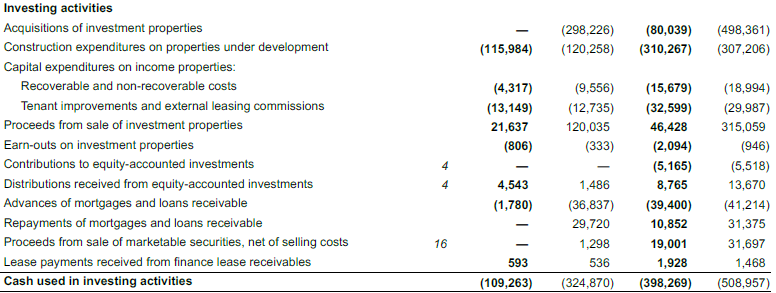 Investing activities
Acquisitions of investment properties — (298,226) (80,039) (498,361)
Construction expenditures on properties under development (115,984) (120,258) (310,267) (307,206)
Capital expenditures on income properties:
Recoverable and non-recoverable costs (4,317) (9,556) (15,679) (18,994)
Tenant improvements and external leasing commissions (13,149) (12,735) (32,599) (29,987)
Proceeds from sale of investment properties 21,637 120,035 46,428 315,059
Earn-outs on investment properties (806) (333) (2,094) (946)
Contributions to equity-accounted investments 4 — — (5,165) (5,518)
Distributions received from equity-accounted investments 4 4,543 1,486 8,765 13,670
Advances of mortgages and loans receivable (1,780) (36,837) (39,400) (41,214)
Repayments of mortgages and loans receivable — 29,720 10,852 31,375
Proceeds from sale of marketable securities, net of selling costs 16 — 1,298 19,001 31,697
Lease payments received from finance lease receivables 593 536 1,928 1,468
Cash used in investing activities (109,263) (324,870) (398,269) (508,957)